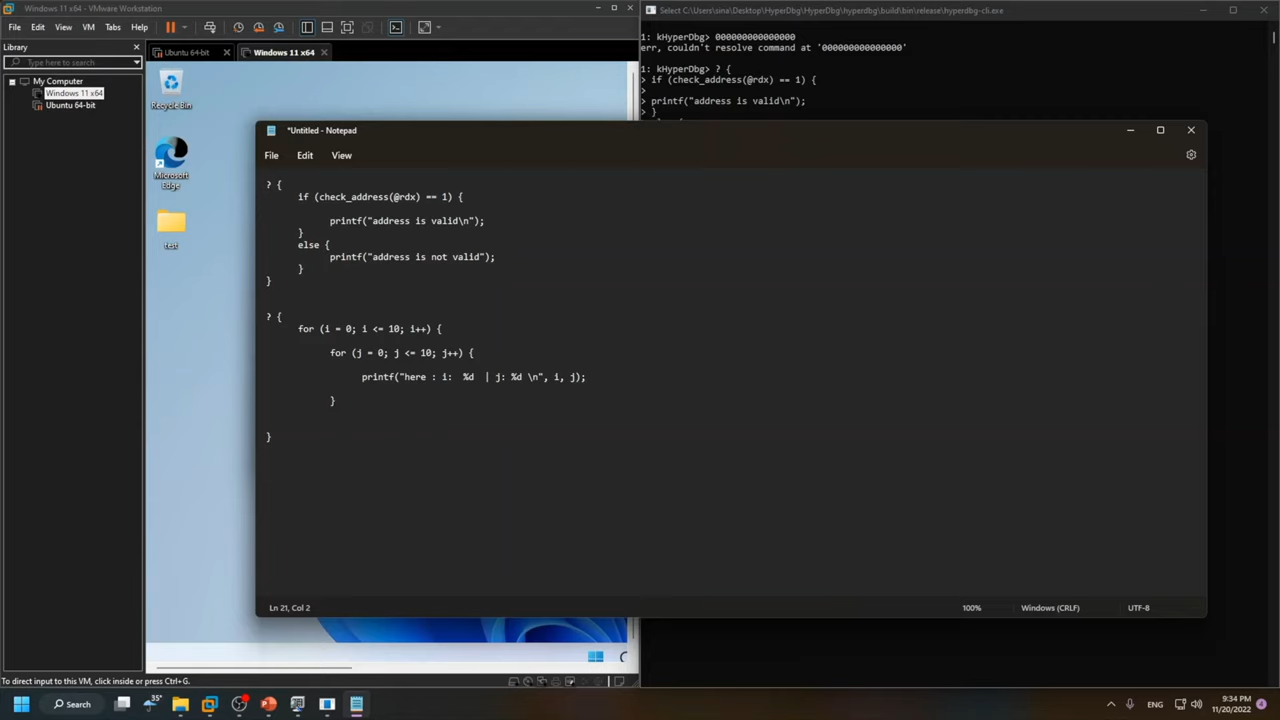 Windows 11 x64 - VMware Workstation
File Edit View VM Tabs Help
Library
Type here to search
My Computer
Windows 11 x64
Ubuntu 64-bit
Ubuntu 64-bit
Windows 11 x64
Recycle Bin
Microsoft
Edge
test
Select C:\Users\sina\Desktop\HyperDbg\HyperDbg\hyperdbg\build\bin\release\hyperdbg-cli.exe
1: kHyperDbg> 000000000000000
err, couldn't resolve command at '000000000000000'
1: kHyperDbg> ? {
> if (check_address(@rdx) == 1) {
>
> printf("address is valid\n");
> }
*Untitled - Notepad
File Edit View
? {
if (check_address(@rdx) == 1) {
printf("address is valid\n");
}
else {
printf("address is not valid");
}
}
? {
for (i = 0; i <= 10; i++) {
for (j = 0; j <= 10; j++) {
printf("here : i:  %d  | j: %d \n", i, j);
}
}
Ln 21, Col 2
100%
Windows (CRLF)
UTF-8
To direct input to this VM, click inside or press Ctrl+G.
Search
35°
ENG
9:34 PM
11/20/2022
4